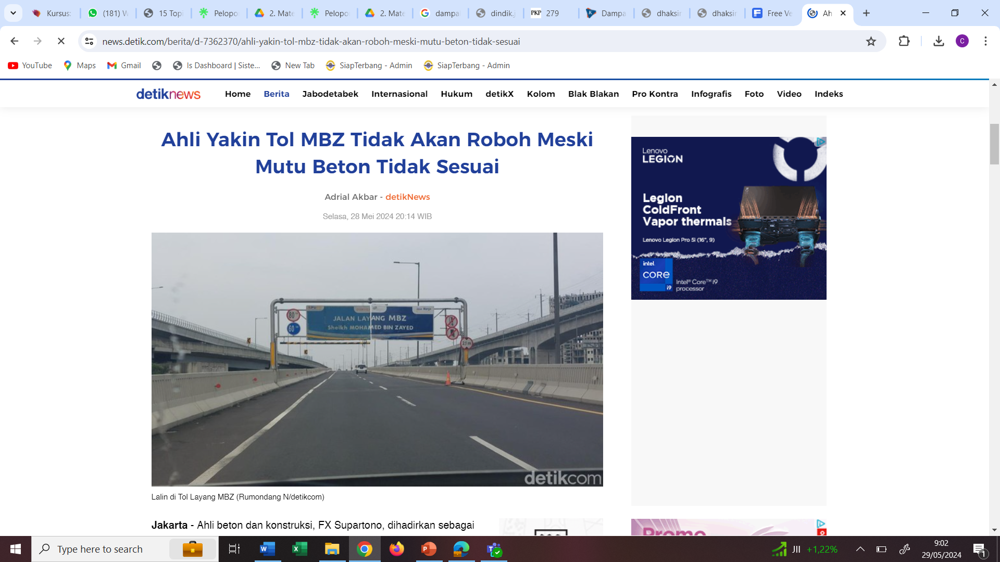 Kursus:
(181) W
15 Topi
Pelopo
2. Mate
Pelopo
2. Mate
dampa
dindik.j
PKP 279
Dampa
dhaksir
dhaksir
Free Ve
Ah
news.detik.com/berita/d-7362370/ahli-yakin-tol-mbz-tidak-akan-roboh-meski-mutu-beton-tidak-sesuai
C
YouTube
Maps
Gmail
Is Dashboard | Siste...
New Tab
SiapTerbang - Admin
SiapTerbang - Admin
detiknews
Home
Berita
Jabodetabek
Internasional
Hukum
detikX
Kolom
Blak Blakan
Pro Kontra
Infografis
Foto
Video
Indeks
Ahli Yakin Tol MBZ Tidak Akan Roboh Meski
Mutu Beton Tidak Sesuai
Adrial Akbar - detikNews
Selasa, 28 Mei 2024 20:14 WIB
80
60
JALAN LAYANG MBZ
Sheikh MOHAMED BIN ZAYED
2.1 m
detikcom
Lalin di Tol Layang MBZ (Rumondang N/detikcom)
Jakarta - Ahli beton dan konstruksi, FX Supartono, dihadirkan sebagai
Lenovo
LEGION
Legion
ColdFront
Vapor thermals
Lenovo Legion Pro 5i (16", 9)
intel
CORE
i9
Intel® Core™ i9
processor
Promo
Type here to search
JII +1,22%
9:02
29/05/2024
1